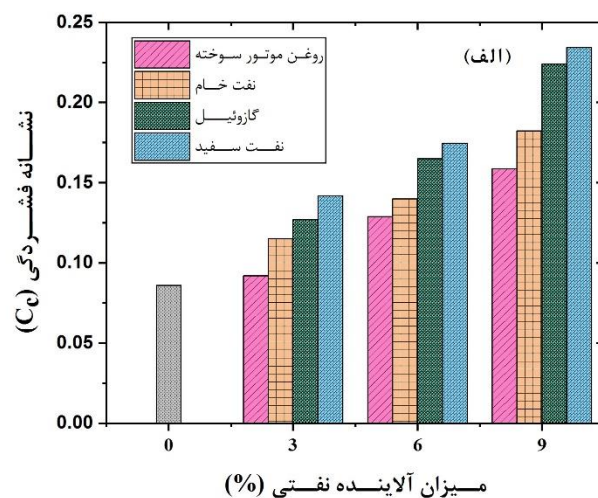 (الف)
روغن موتور سوخته
نفت خام
گازوئیل
نفت سفید
نشانه فشردگی (Cc)
0.25
0.20
0.15
0.10
0.05
0.00
0 3 6 9
میزان آلاینده نفتی (%)